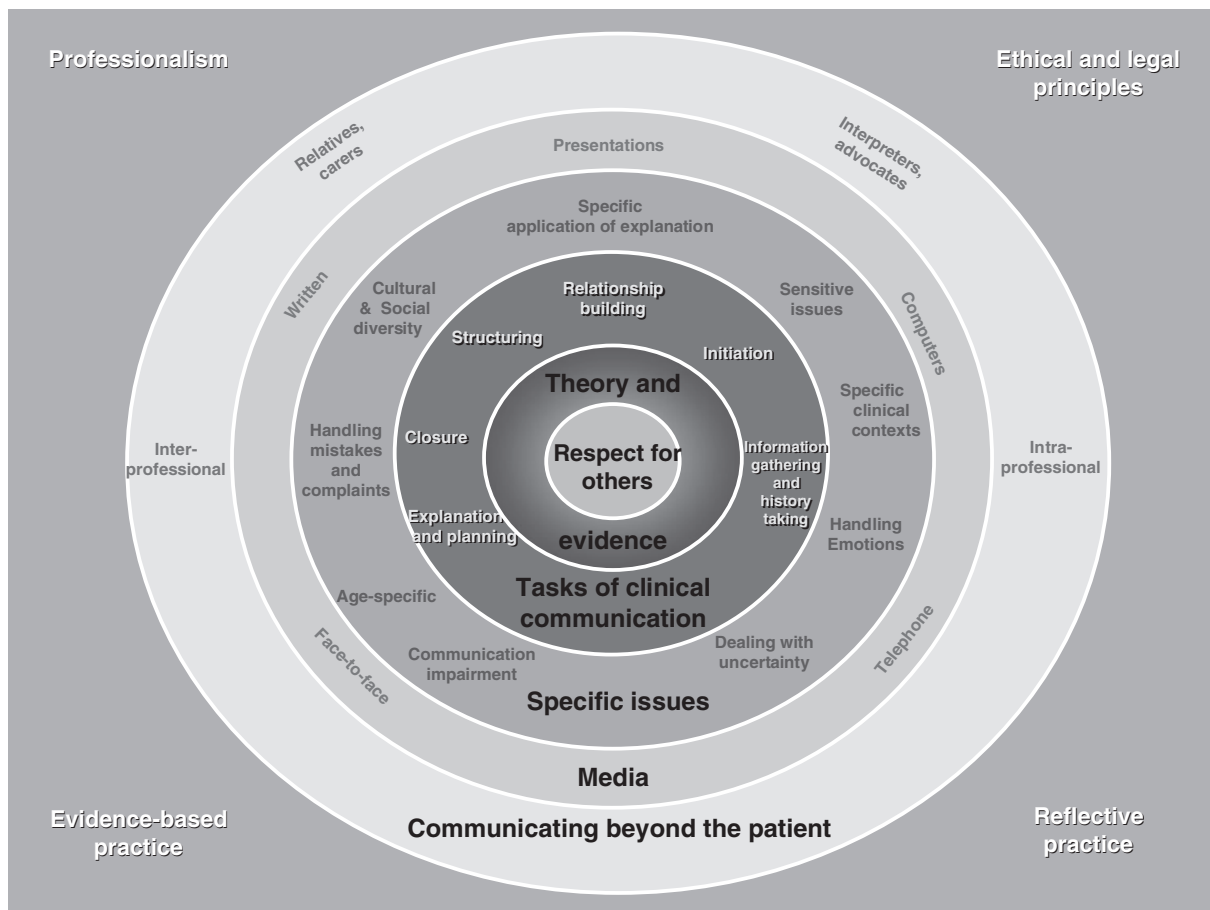 Professionalism
Ethical and legal
principles
Relatives,
carers
Interpreters,
advocates
Presentations
Specific
application of explanation
Written
Cultural
& Social
diversity
Sensitive
issues
Computers
Relationship
building
Structuring
Initiation
Theory and
Specific
clinical
contexts
Handling
mistakes
and
complaints
Closure
Respect for
others
Information
gathering
and
history
taking
Inter-
professional
Intra-
professional
Explanation
and planning
evidence
Handling
Emotions
Tasks of clinical
communication
Age-specific
Face-to-face
Communication
impairment
Dealing with
uncertainty
Telephone
Specific issues
Media
Communicating beyond the patient
Evidence-based
practice
Reflective
practice